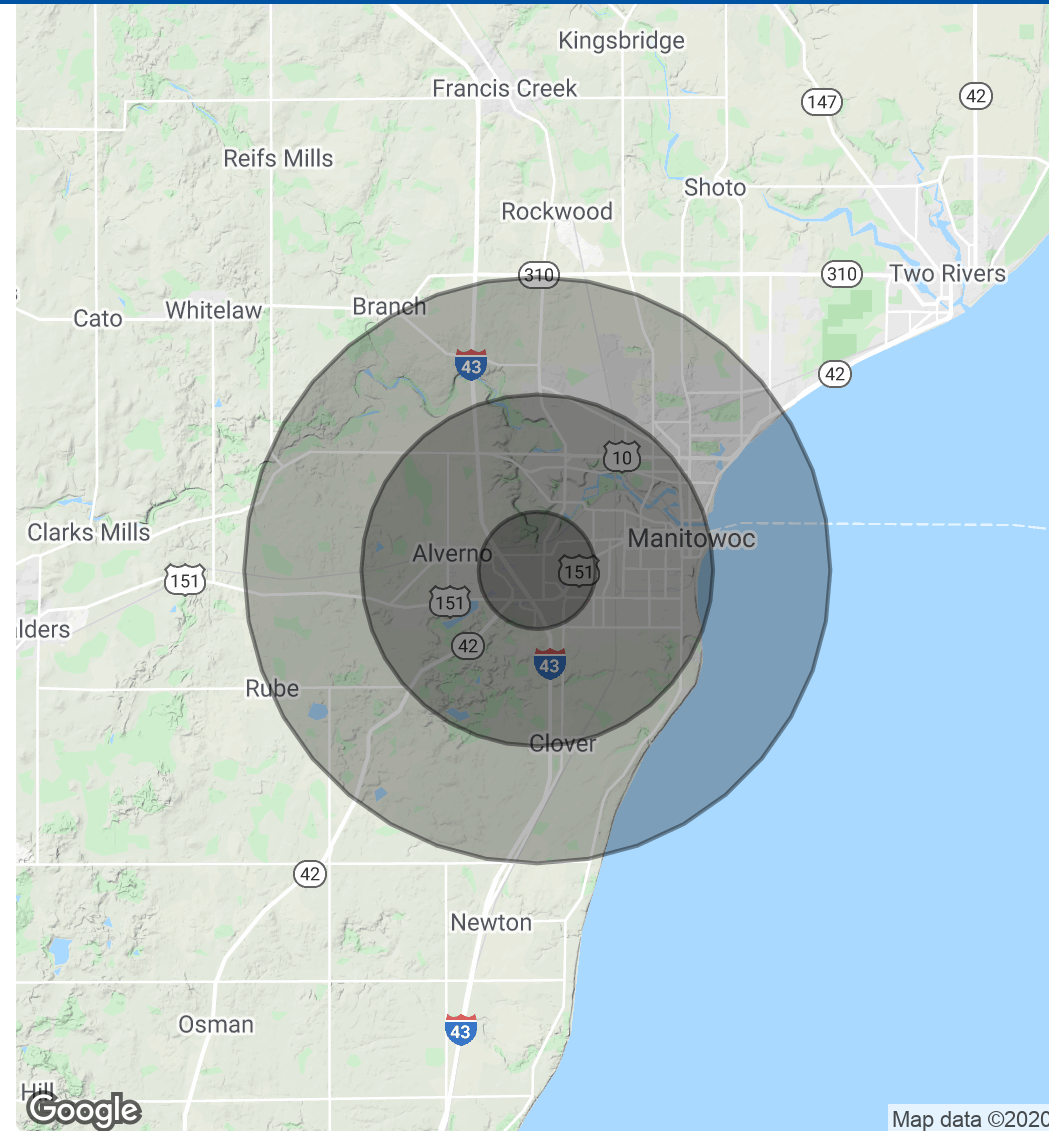 Kingsbridge
Francis Creek
42
147
Reifs Mills
Shoto
Rockwood
310
310
Two Rivers
Branch
Whitelaw
Cato
43
42
10
Clarks Mills
Manitowoc
Alverno
151
151
151
lders
42
43
Rube
Clover
42
Newton
Osman
43
Hill
Google
Map data ©2020